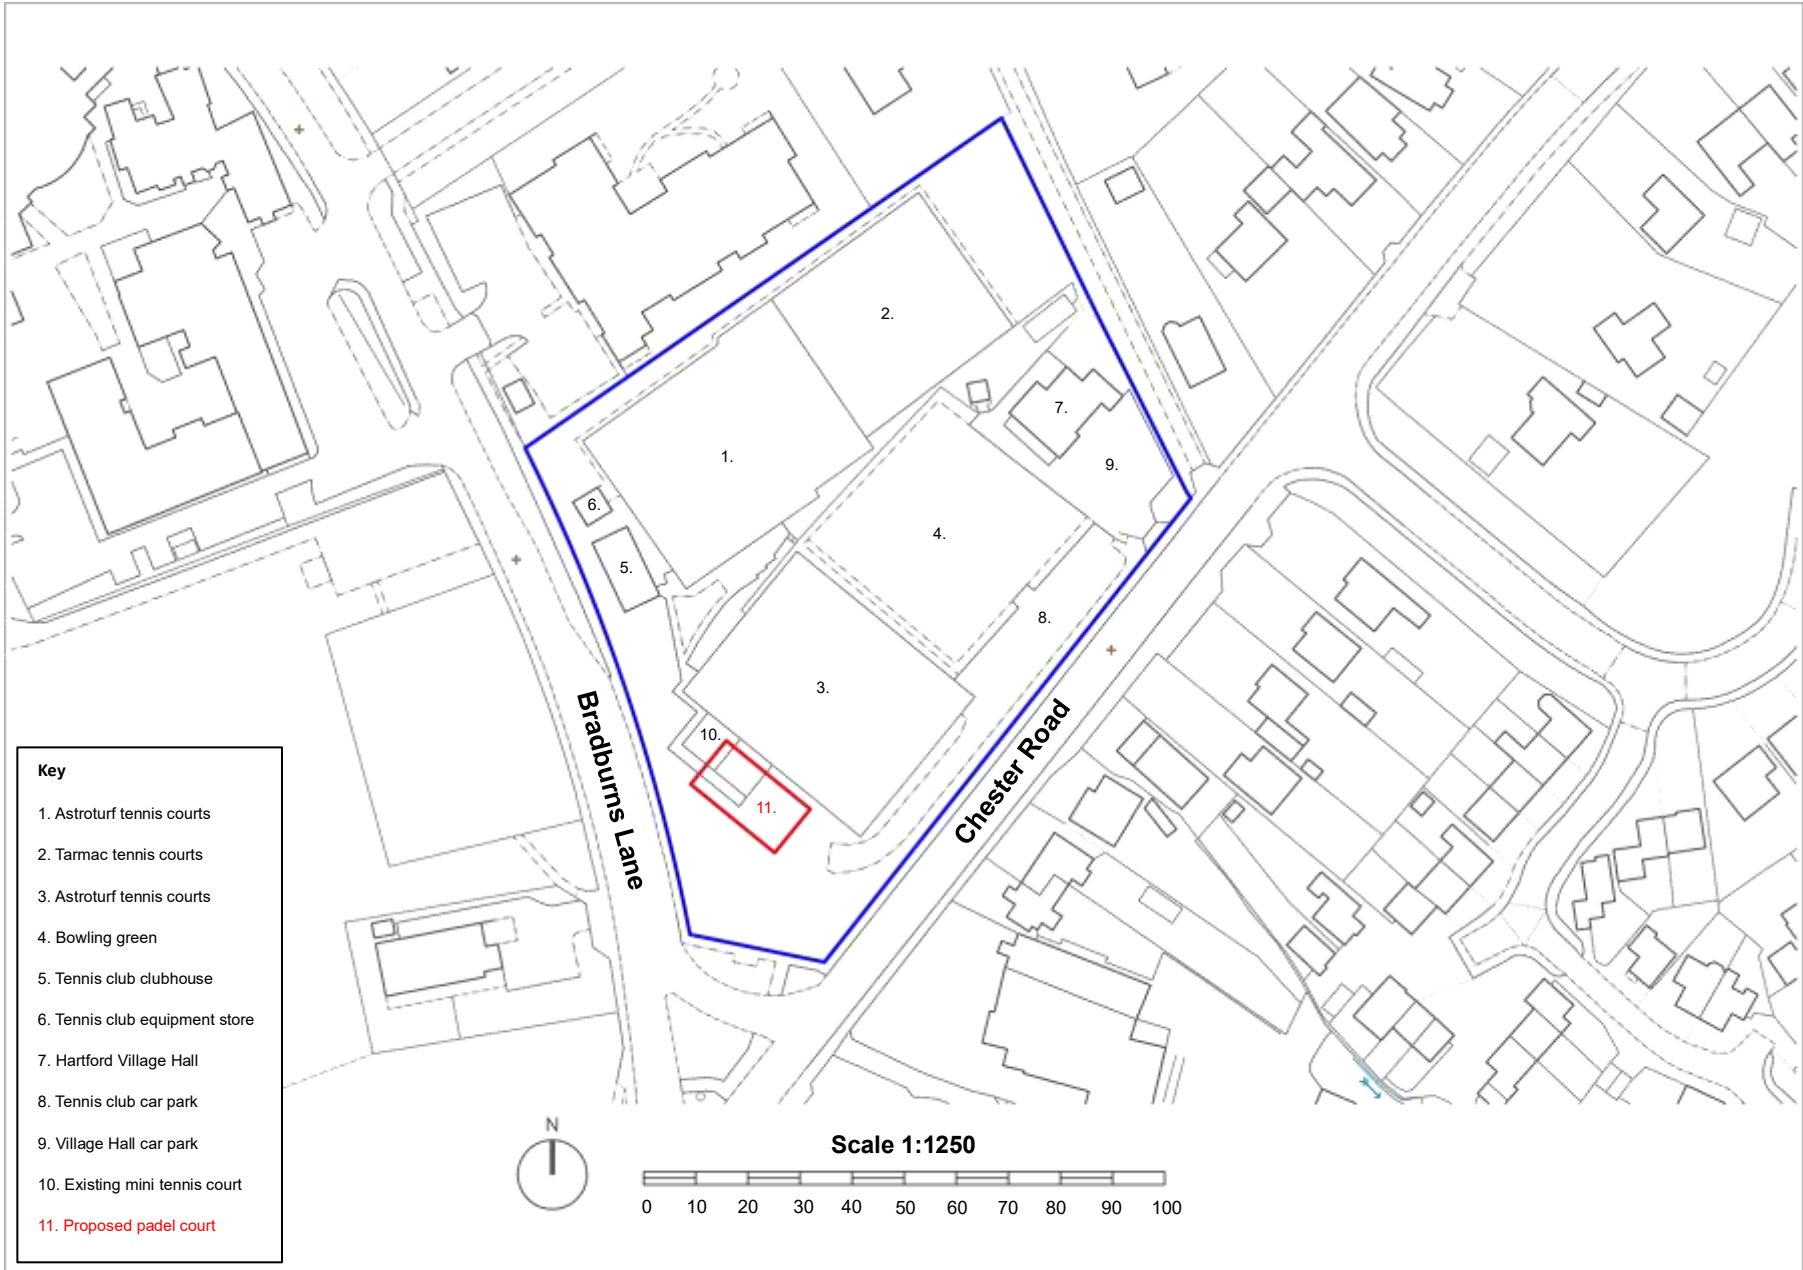 2.
7.
1.
9.
6.
4.
5.
8.
3.
Bradburns Lane
10.
Chester Road
11.
Key
1. Astroturf tennis courts
2. Tarmac tennis courts
3. Astroturf tennis courts
4. Bowling green
5. Tennis club clubhouse
6. Tennis club equipment store
7. Hartford Village Hall
8. Tennis club car park
9. Village Hall car park
10. Existing mini tennis court
11. Proposed padel court
N
Scale 1:1250
0 10 20 30 40 50 60 70 80 90 100